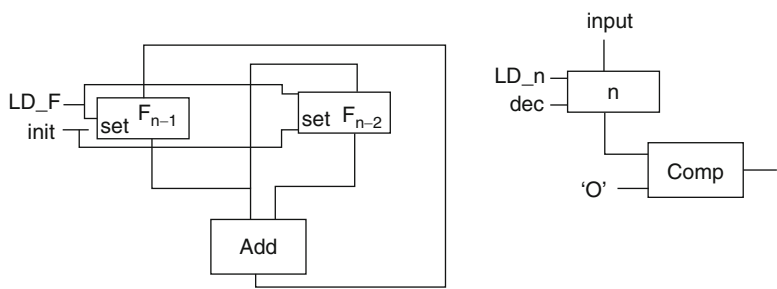 input
LD_F
init
set F_{n–1}
set F_{n–2}
Add
LD_n
dec
n
Comp
‘O’